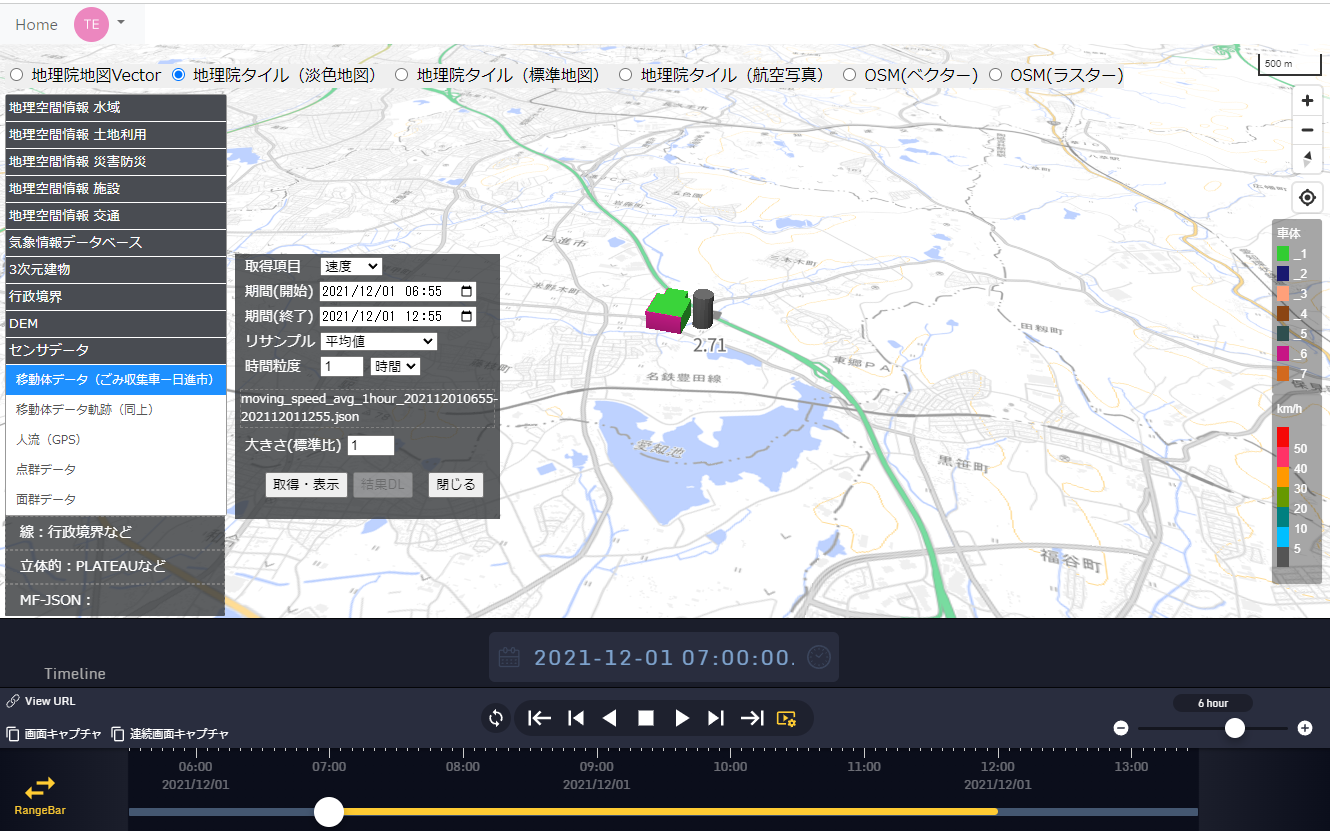 Home
TE
地理院地図Vector
地理院タイル（淡色地図）
地理院タイル（標準地図）
地理院タイル（航空写真）
OSM(ベクター)
OSM(ラスター)
500 m
地理空間情報 水域
地理空間情報 土地利用
地理空間情報 災害防災
地理空間情報 施設
地理空間情報 交通
気象情報データベース
3次元建物
行政境界
DEM
センサデータ
移動体データ（ごみ収集車ー日進市）
移動体データ軌跡（同上）
人流（GPS）
点群データ
面群データ
線：行政境界など
立体的：PLATEAUなど
MF-JSON：
取得項目 速度
期間(開始) 2021/12/01 06:55
期間(終了) 2021/12/01 12:55
リサンプル 平均値
時間粒度 1 時間
moving_speed_avg_1hour_202112010655-
202112011255.json
大きさ(標準比) 1
取得・表示
結果DL
閉じる
日進市
米野木町
三本木町
田籾町
2.71
東郷PA
名鉄豊田線
愛知池
黒笹町
福谷町
車体
_1
_2
_3
_4
_5
_6
_7
km/h
50
40
30
20
10
5
Timeline
2021-12-01 07:00:00.
View URL
画面キャプチャ
連続画面キャプチャ
6 hour
06:00
07:00
08:00
09:00
10:00
11:00
12:00
13:00
2021/12/01
2021/12/01
2021/12/01
RangeBar